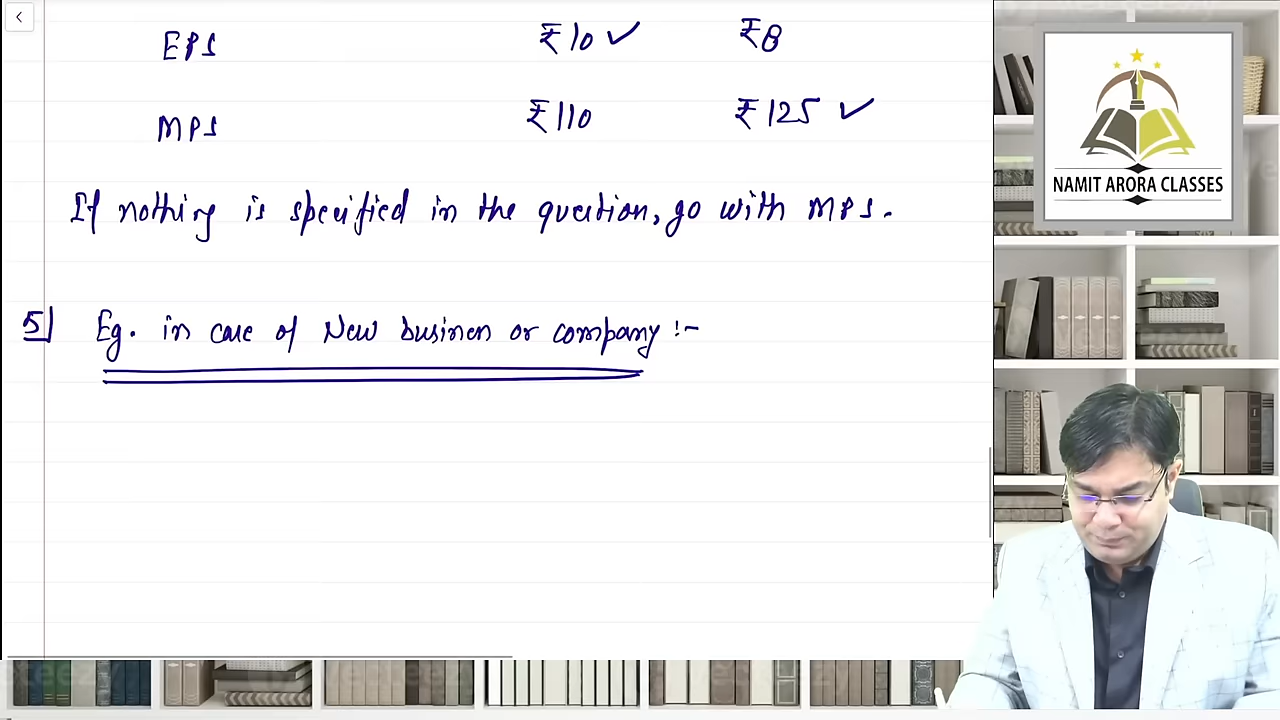 EPS ₹10 ✓ ₹8
MPS ₹110 ₹125 ✓
If nothing is specified in the question, go with MPS.
5] Eg. in case of New business or company :-
NAMIT ARORA CLASSES